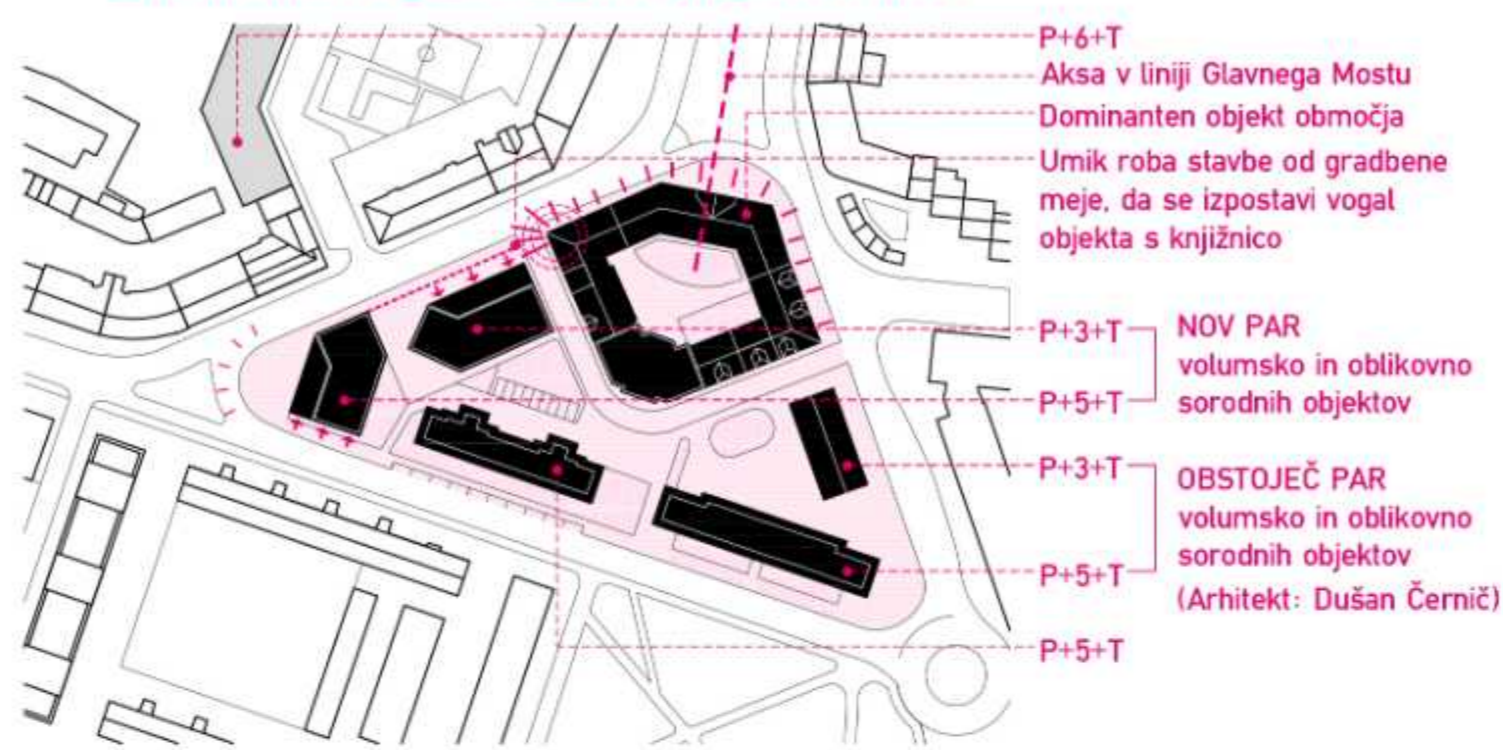 P+6+T
Aksa v liniji Glavnega Mostu
Dominanten objekt območja
Umik roba stavbe od gradbene
meje, da se izpostavi vogal
objekta s knjižnico
P+3+T
NOV PAR
volumsko in oblikovno
sorodnih objektov
P+5+T
P+3+T
OBSTOJEČ PAR
volumsko in oblikovno
sorodnih objektov
(Arhitekt: Dušan Černič)
P+5+T
P+5+T